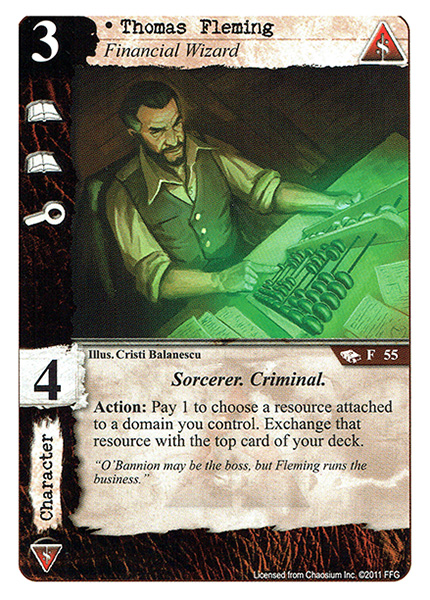 3
• Thomas Fleming
Financial Wizard
Illus. Cristi Balanescu
F 55
4
Sorcerer. Criminal.
Action: Pay 1 to choose a resource attached
to a domain you control. Exchange that
resource with the top card of your deck.
“O’Bannion may be the boss, but Fleming runs the
business.”
Character
Licensed from Chaosium Inc. ©2011 FFG